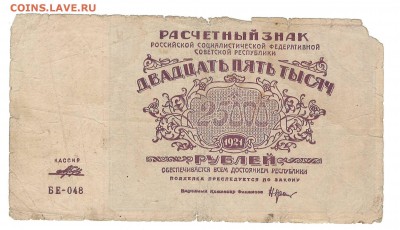 COINS.LAVE.RU
РАСЧЕТНЫЙ ЗНАК
РОССИЙСКОЙ СОЦИАЛИСТИЧЕСКОЙ ФЕДЕРАТИВНОЙ
СОВЕТСКОЙ РЕСПУБЛИКИ
ДВАДЦАТЬ ПЯТЬ ТЫСЯЧ
25000
1921
РУБЛЕЙ
ОБЕСПЕЧИВАЕТСЯ ВСЕМ ДОСТОЯНИЕМ РЕСПУБЛИКИ
ПОДДЕЛКА ПРЕСЛЕДУЕТСЯ ПО ЗАКОНУ
КАССИР
БЕ-048
Народный Комиссар Финансов